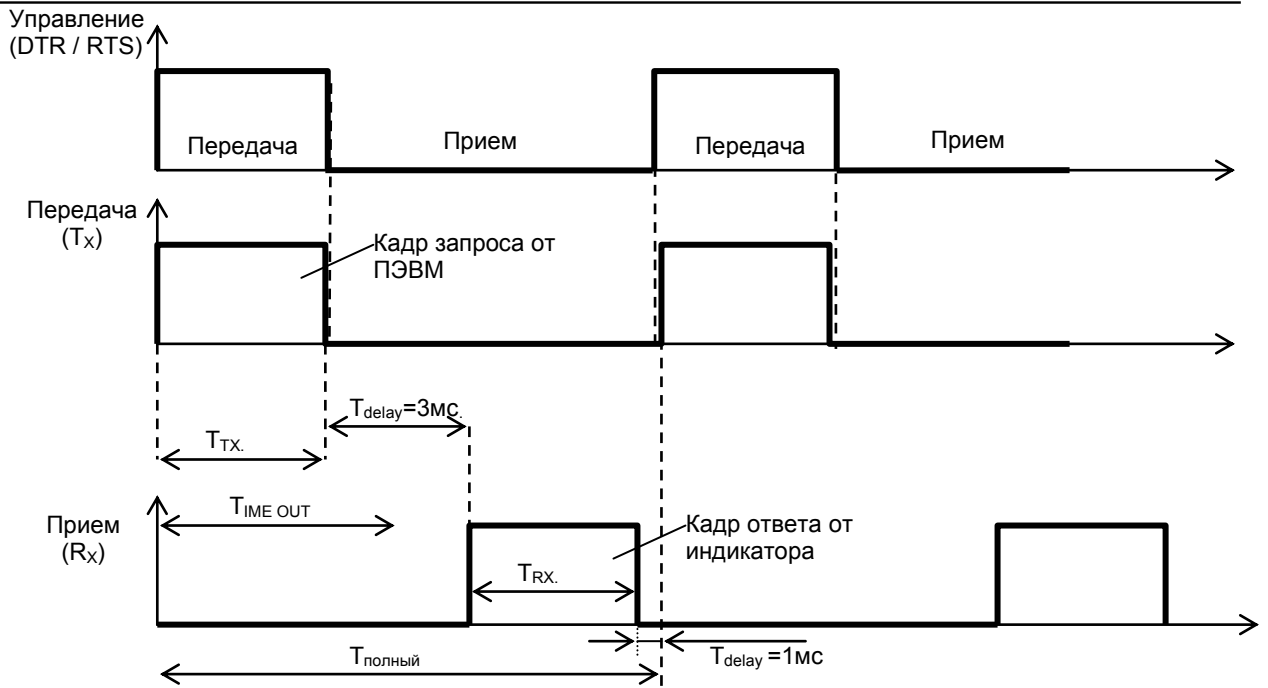 Управление
(DTR / RTS)
Передача
Прием
Передача
Прием
Передача
(TX)
Кадр запроса от
ПЭВМ
Tdelay=3мс.
TTX.
TIME OUT
Прием
(RX)
Кадр ответа от
индикатора
TRX.
Tполный
Tdelay =1мс